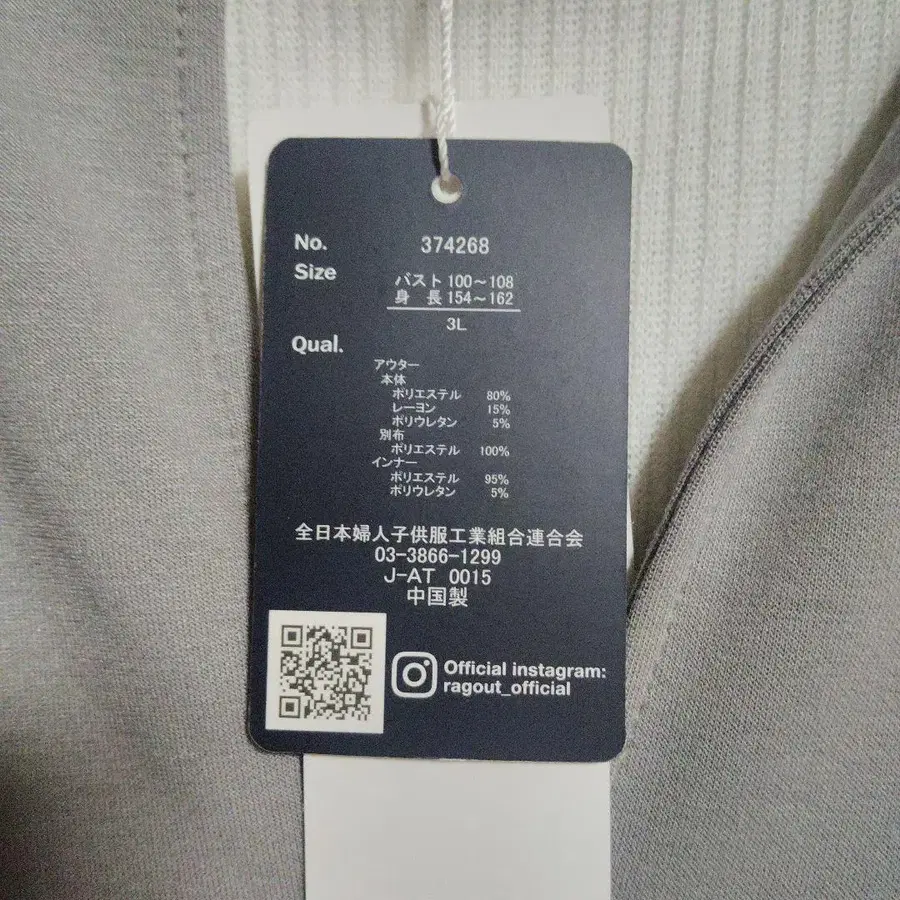 No. 374268
Size
バスト 100～108
身 長 154～162
3L
Qual.
アウター
本体
ポリエステル 80%
レーヨン 15%
ポリウレタン 5%
別布
ポリエステル 100%
インナー
ポリエステル 95%
ポリウレタン 5%
全日本婦人子供服工業組合連合会
03-3866-1299
J-AT 0015
中国製
Official instagram:
ragout_official